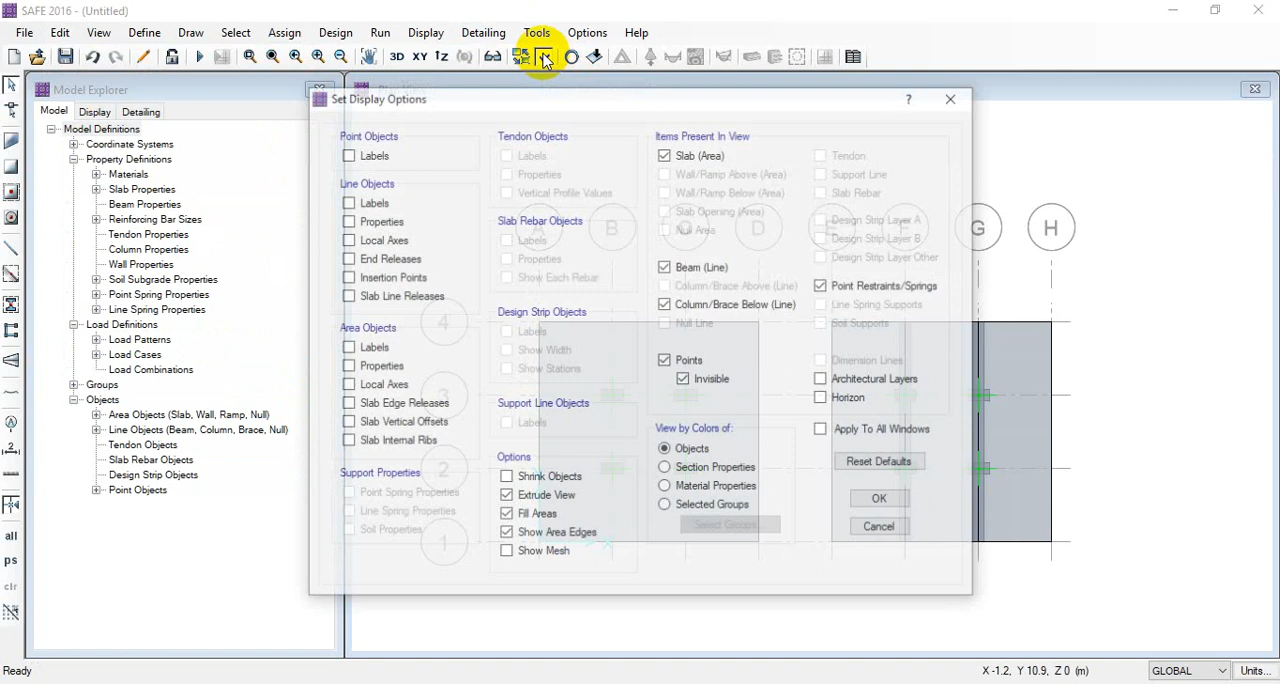 SAFE 2016 - (Untitled)
File Edit View Define Draw Select Assign Design Run Display Detailing Tools Options Help
3D XY
Model Explorer
Model Display Detailing
Model Definitions
Coordinate Systems
Property Definitions
Materials
Slab Properties
Beam Properties
Reinforcing Bar Sizes
Tendon Properties
Column Properties
Wall Properties
Soil Subgrade Properties
Point Spring Properties
Line Spring Properties
Load Definitions
Load Patterns
Load Cases
Load Combinations
Groups
Objects
Area Objects (Slab, Wall, Ramp, Null)
Line Objects (Beam, Column, Brace, Null)
Tendon Objects
Slab Rebar Objects
Design Strip Objects
Point Objects
all
ps
clr
Set Display Options ?
Point Objects
Labels
Line Objects
Labels
Properties
Local Axes
End Releases
Insertion Points
Slab Line Releases
Area Objects
Labels
Properties
Local Axes
Slab Edge Releases
Slab Vertical Offsets
Slab Internal Ribs
Support Properties
Point Spring Properties
Line Spring Properties
Soil Properties
Tendon Objects
Labels
Properties
Vertical Profile Values
Slab Rebar Objects
Labels
Properties
Show Each Rebar
Design Strip Objects
Labels
Show Width
Show Stations
Support Line Objects
Labels
Options
Shrink Objects
Extrude View
Fill Areas
Show Area Edges
Show Mesh
Items Present In View
Slab (Area)
Wall/Ramp Above (Area)
Wall/Ramp Below (Area)
Slab Opening (Area)
Null Area
Beam (Line)
Column/Brace Above (Line)
Column/Brace Below (Line)
Null Line
Points
Invisible
Tendon
Support Line
Slab Rebar
Design Strip Layer A
Design Strip Layer B
Design Strip Layer Other
Point Restraints/Springs
Line Spring Supports
Soil Supports
Dimension Lines
Architectural Layers
Horizon
View by Colors of:
Objects
Section Properties
Material Properties
Selected Groups
Select Groups...
Apply To All Windows
Reset Defaults
OK
Cancel
A B C D E F G H
4
3
2
1
Ready X -1.2, Y 10.9, Z 0 (m) GLOBAL Units...